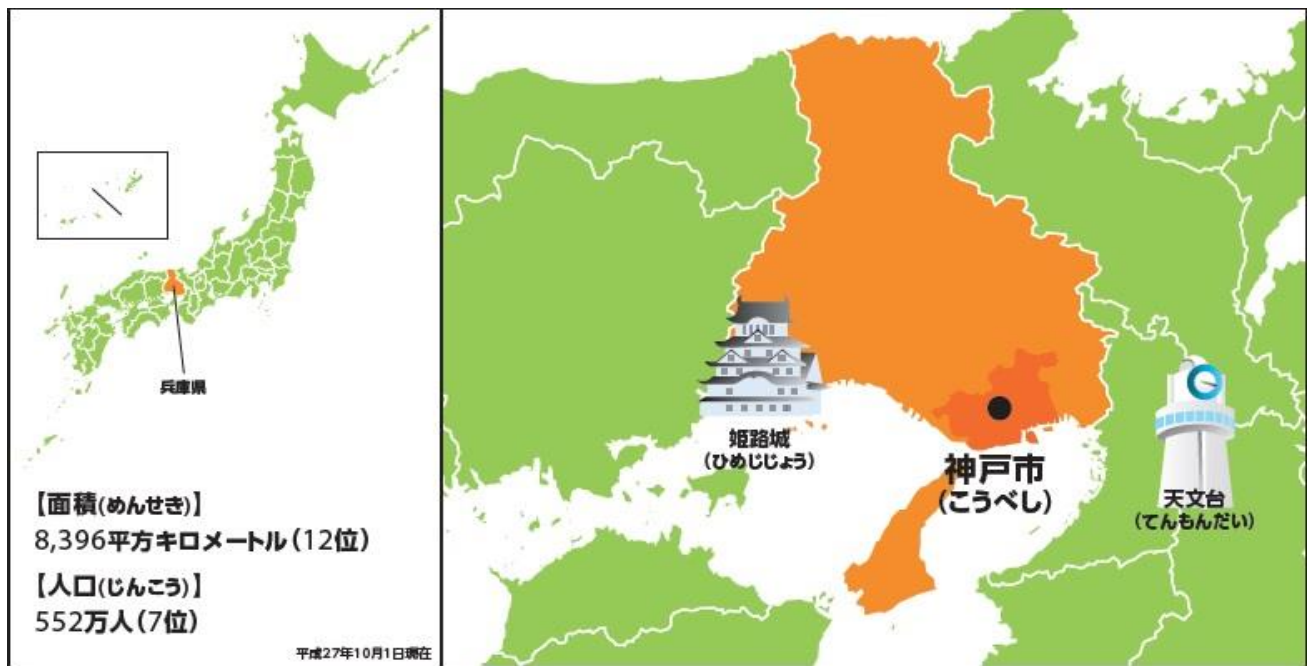 兵庫県
【面積(めんせき)】
8,396平方キロメートル(12位)
【人口(じんこう)】
552万人(7位)
平成27年10月1日現在
姫路城
(ひめじじょう)
神戸市
(こうべし)
天文台
(てんもんだい)